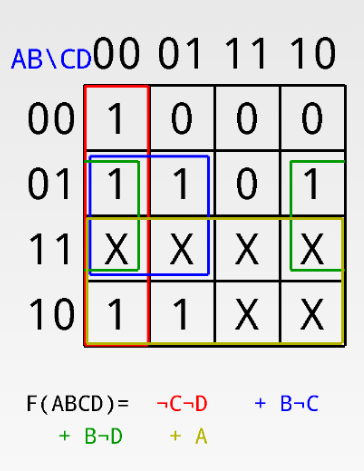 AB\CD 00 01 11 10
00 1 0 0 0
01 1 1 0 1
11 X X X X
10 1 1 X X
F(ABCD)= ¬C¬D + B¬C
+ B¬D + A